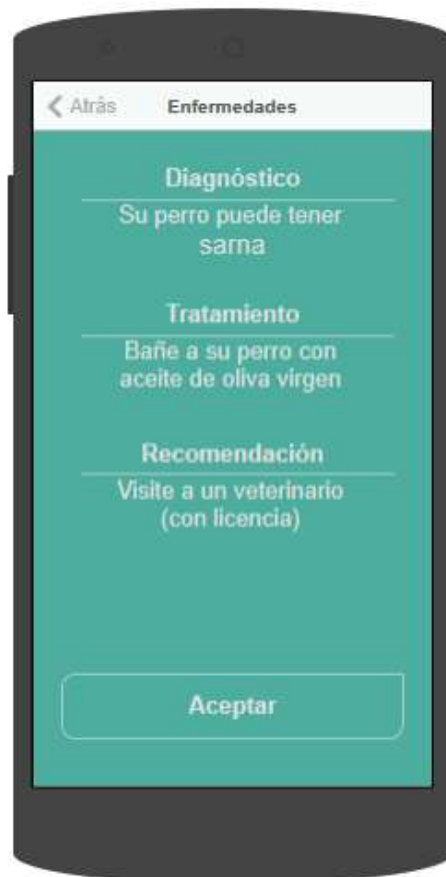 Atrás
Enfermedades
Diagnóstico
Su perro puede tener
sarna
Tratamiento
Bañe a su perro con
aceite de oliva virgen
Recomendación
Visite a un veterinario
(con licencia)
Aceptar